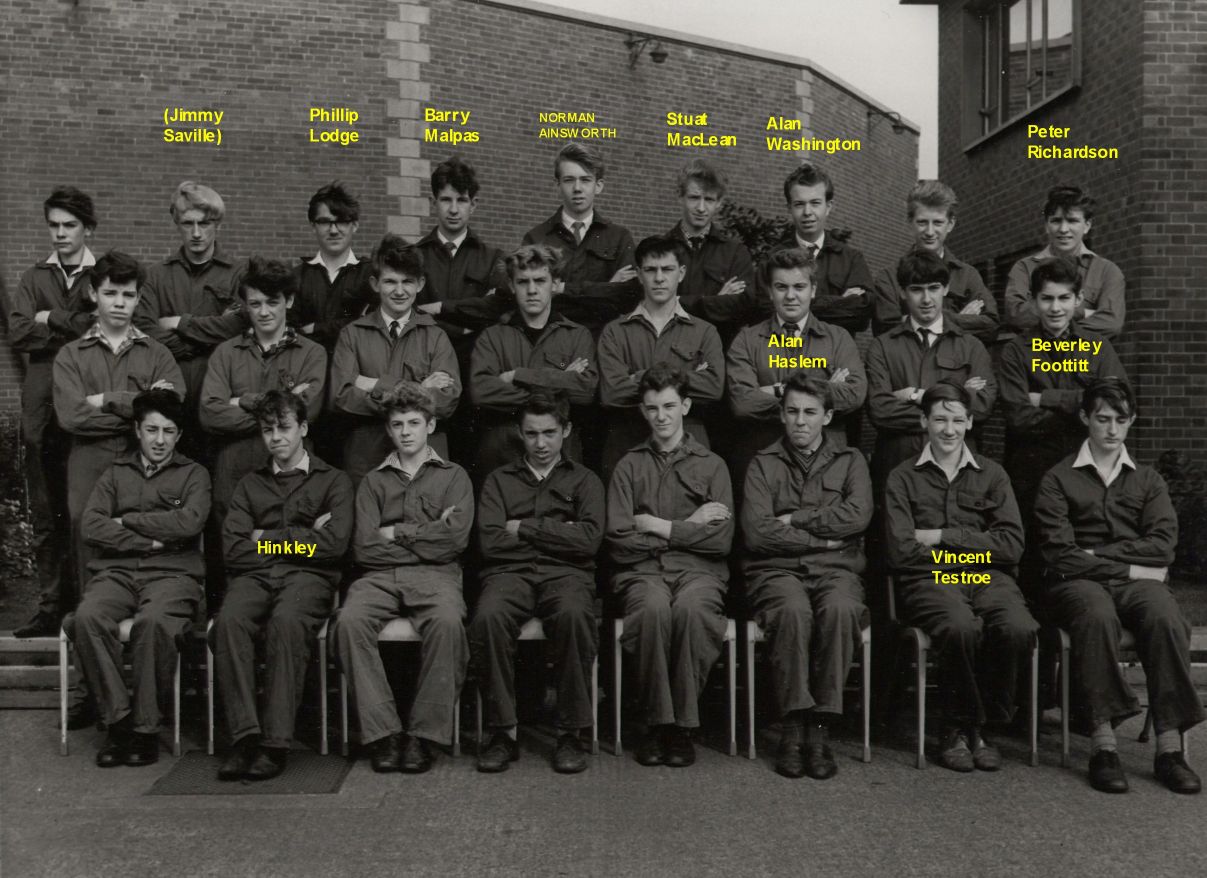 (Jimmy
Saville)
Phillip
Lodge
Barry
Malpas
NORMAN
AINSWORTH
Stuat
MacLean
Alan
Washington
Peter
Richardson
Alan
Haslem
Beverley
Foottitt
Hinkley
Vincent
Testroe